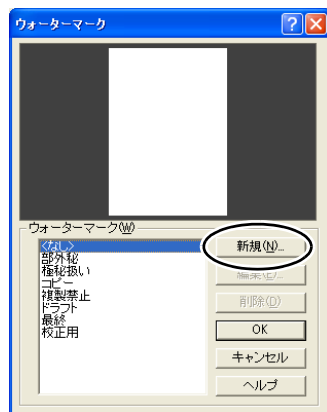 ウォーターマーク
ウォーターマーク(W)
<なし>
部外秘
極秘扱い
コピー
複製禁止
ドラフト
最終
校正用
新規(N)...
編集(E)...
削除(D)
OK
キャンセル
ヘルプ